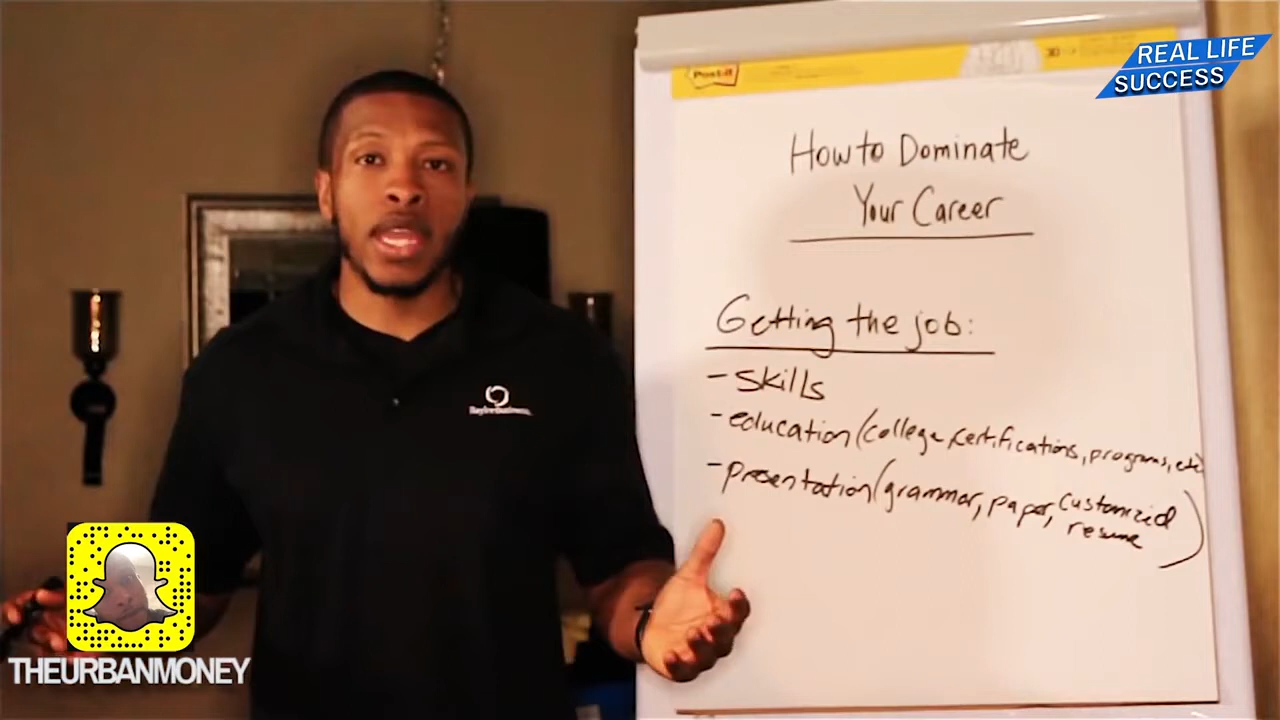 REAL LIFE
SUCCESS
Post-it
How to Dominate
Your Career
Getting the job:
- skills
- education (college, certifications, programs, etc)
- presentation (grammar, paper, customized
resume)
THEURBANMONEY